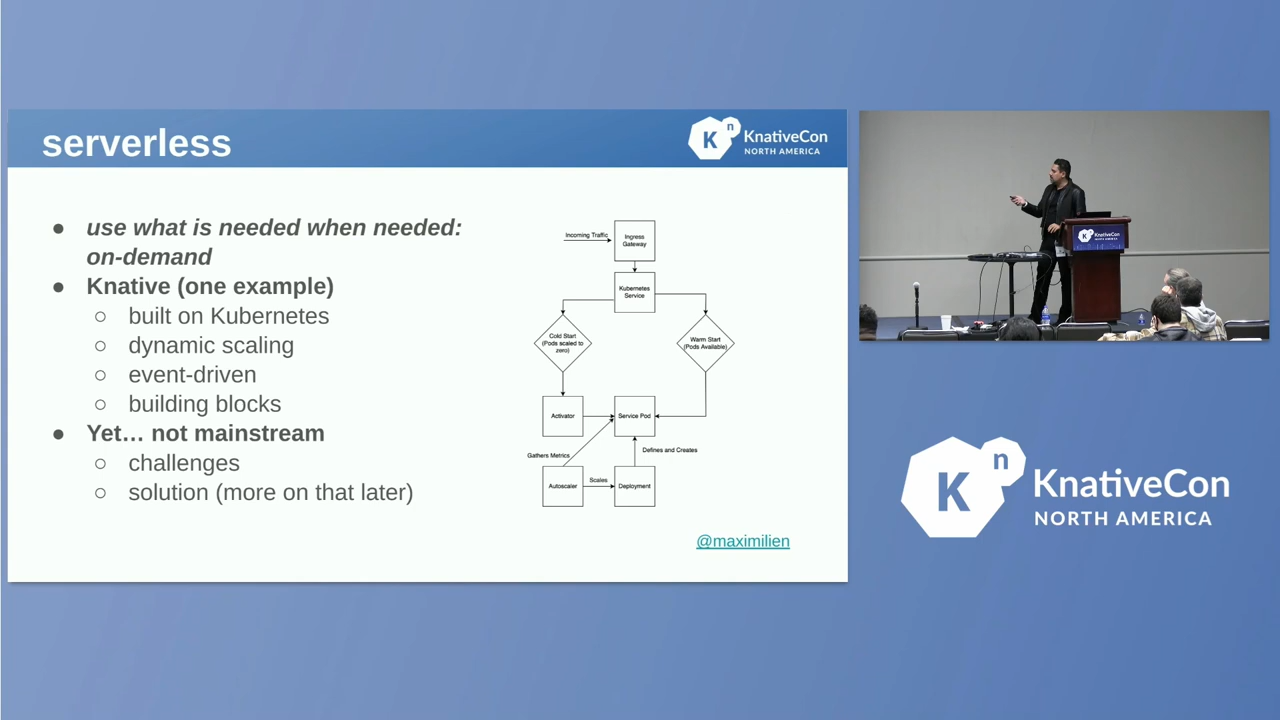 serverless
Kn KnativeCon
NORTH AMERICA
● use what is needed when needed:
on-demand
● Knative (one example)
○ built on Kubernetes
○ dynamic scaling
○ event-driven
○ building blocks
● Yet… not mainstream
○ challenges
○ solution (more on that later)
Incoming Traffic
Ingress
Gateway
Kubernetes
Service
Cold Start
(Pods scaled to
zero)
Warm Start
(Pods Available)
Activator
Service Pod
Gathers Metrics
Defines and Creates
Autoscaler
Scales
Deployment
@maximilien
Kn KnativeCon
NORTH AMERICA